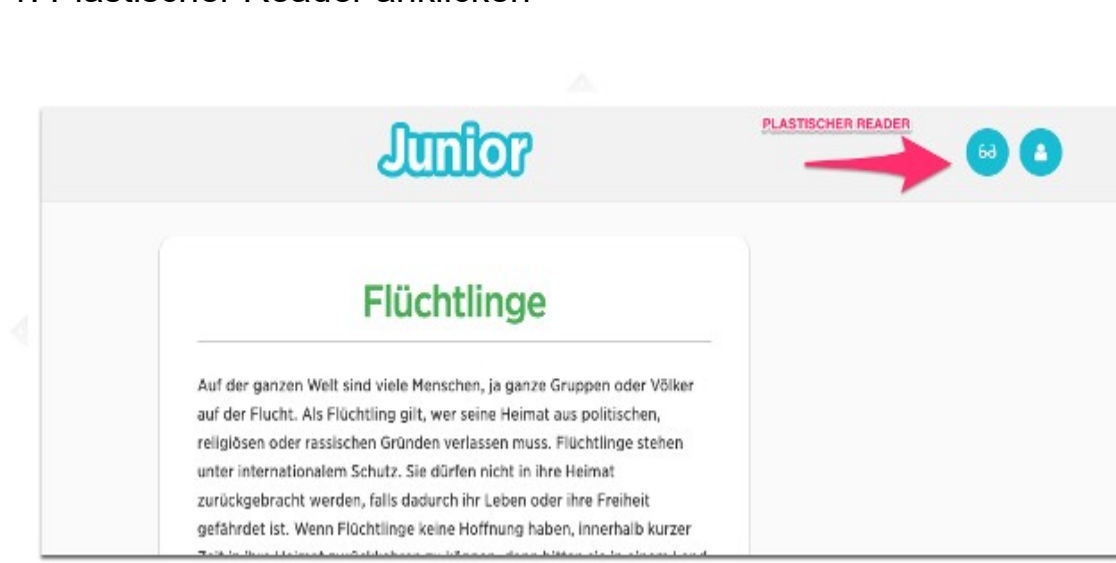 1. Plastischer Reader anklicken
Junior
PLASTISCHER READER
Flüchtlinge
Auf der ganzen Welt sind viele Menschen, ja ganze Gruppen oder Völker
auf der Flucht. Als Flüchtling gilt, wer seine Heimat aus politischen,
religiösen oder rassischen Gründen verlassen muss. Flüchtlinge stehen
unter internationalem Schutz. Sie dürfen nicht in ihre Heimat
zurückgebracht werden, falls dadurch ihr Leben oder ihre Freiheit
gefährdet ist. Wenn Flüchtlinge keine Hoffnung haben, innerhalb kurzer